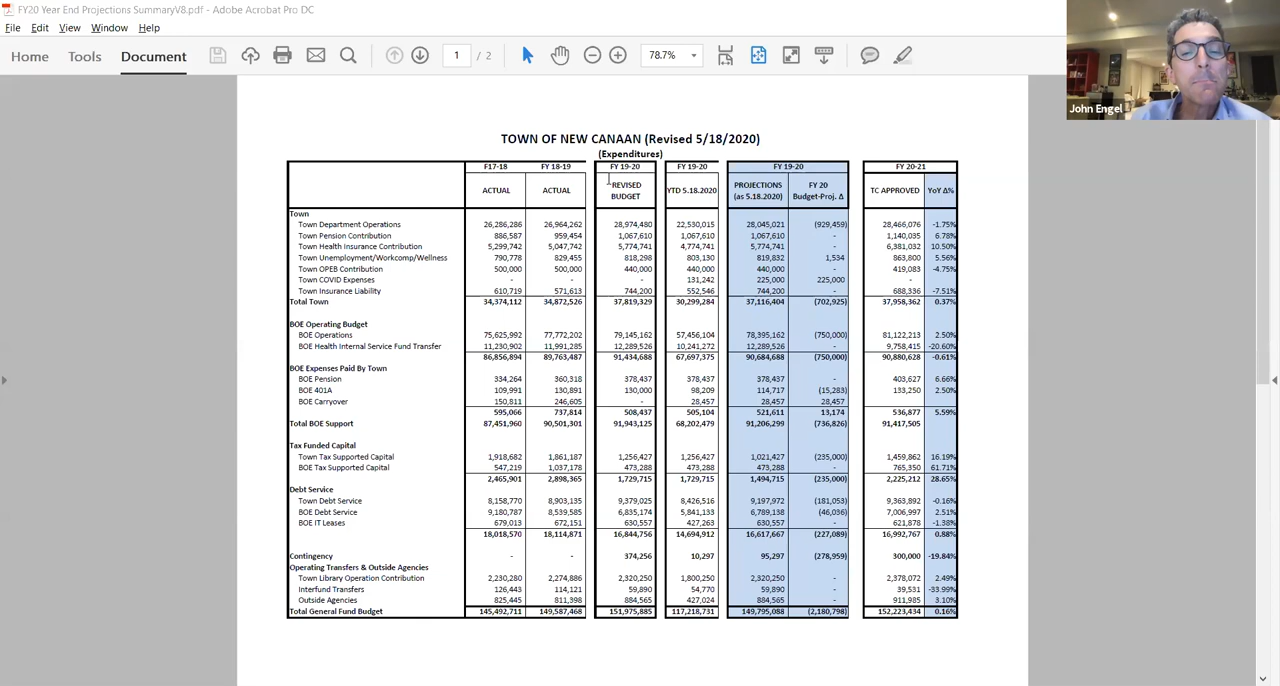 FY20 Year End Projections SummaryV8.pdf - Adobe Acrobat Pro DC
File Edit View Window Help
Home Tools Document 1 / 2 78.7%
John Engel
TOWN OF NEW CANAAN (Revised 5/18/2020)
(Expenditures)
F17-18 FY 18-19 FY 19-20 FY 19-20 FY 19-20 FY 20-21
ACTUAL ACTUAL REVISED BUDGET YTD 5.18.2020 PROJECTIONS (as 5.18.2020) FY 20 Budget-Proj. Δ TC APPROVED YoY Δ%
Town
Town Department Operations 26,286,286 26,964,262 28,974,480 22,530,015 28,045,021 (929,459) 28,466,076 -1.75%
Town Pension Contribution 886,587 959,454 1,067,610 1,067,610 1,067,610 - 1,140,035 6.78%
Town Health Insurance Contribution 5,299,742 5,047,742 5,774,741 4,774,741 5,774,741 - 6,381,032 10.50%
Town Unemployment/Workcomp/Wellness 790,778 829,455 818,298 803,130 819,832 1,534 863,800 5.56%
Town OPEB Contribution 500,000 500,000 440,000 440,000 440,000 - 419,083 -4.75%
Town COVID Expenses - - - 131,242 225,000 225,000
Town Insurance Liability 610,719 571,613 744,200 552,546 744,200 - 688,336 -7.51%
Total Town 34,374,112 34,872,526 37,819,329 30,299,284 37,116,404 (702,925) 37,958,362 0.37%
BOE Operating Budget
BOE Operations 75,625,992 77,772,202 79,145,162 57,456,104 78,395,162 (750,000) 81,122,213 2.50%
BOE Health Internal Service Fund Transfer 11,230,902 11,991,285 12,289,526 10,241,272 12,289,526 - 9,758,415 -20.60%
86,856,894 89,763,487 91,434,688 67,697,375 90,684,688 (750,000) 90,880,628 -0.61%
BOE Expenses Paid By Town
BOE Pension 334,264 360,318 378,437 378,437 378,437 - 403,627 6.66%
BOE 401A 109,991 130,891 130,000 98,209 114,717 (15,283) 133,250 2.50%
BOE Carryover 150,811 246,605 - 28,457 28,457 28,457
595,066 737,814 508,437 505,104 521,611 13,174 536,877 5.59%
Total BOE Support 87,451,960 90,501,301 91,943,125 68,202,479 91,206,299 (736,826) 91,417,505
Tax Funded Capital
Town Tax Supported Capital 1,918,682 1,861,187 1,256,427 1,256,427 1,021,427 (235,000) 1,459,862 16.19%
BOE Tax Supported Capital 547,219 1,037,178 473,288 473,288 473,288 - 765,350 61.71%
2,465,901 2,898,365 1,729,715 1,729,715 1,494,715 (235,000) 2,225,212 28.65%
Debt Service
Town Debt Service 8,158,770 8,903,135 9,379,025 8,426,516 9,197,972 (181,053) 9,363,892 -0.16%
BOE Debt Service 9,180,787 8,539,585 6,835,174 5,841,133 6,789,138 (46,036) 7,006,997 2.51%
BOE IT Leases 679,013 672,151 630,557 427,263 630,557 - 621,878 -1.38%
18,018,570 18,114,871 16,844,756 14,694,912 16,617,667 (227,089) 16,992,767 0.88%
Contingency - - 374,256 10,297 95,297 (278,959) 300,000 -19.84%
Operating Transfers & Outside Agencies
Town Library Operation Contribution 2,230,280 2,274,886 2,320,250 1,800,250 2,320,250 - 2,378,072 2.49%
Interfund Transfers 126,443 114,121 59,890 54,770 59,890 - 39,531 -33.99%
Outside Agencies 825,445 811,398 884,565 427,024 884,565 - 911,985 3.10%
Total General Fund Budget 145,492,711 149,587,468 151,975,885 117,218,731 149,795,088 (2,180,798) 152,223,434 0.16%